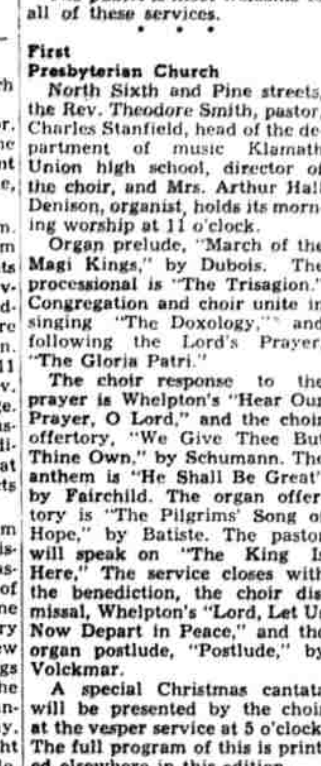 all of these services.
* * *
First
Presbyterian Church
North Sixth and Pine streets,
the Rev. Theodore Smith, pastor,
Charles Stanfield, head of the de-
partment of music Klamath
Union high school, director of
the choir, and Mrs. Arthur Hall
Denison, organist, holds its morn-
ing worship at 11 o'clock.
Organ prelude, "March of the
Magi Kings," by Dubois. The
processional is "The Trisagion."
Congregation and choir unite in
singing "The Doxology," and
following the Lord's Prayer,
"The Gloria Patri."
The choir response to the
prayer is Whelpton's "Hear Our
Prayer, O Lord," and the choir
offertory, "We Give Thee But
Thine Own," by Schumann. The
anthem is "He Shall Be Great"
by Fairchild. The organ offer-
tory is "The Pilgrims' Song of
Hope," by Batiste. The pastor
will speak on "The King Is
Here," The service closes with
the benediction, the choir dis-
missal, Whelpton's "Lord, Let Us
Now Depart in Peace," and the
organ postlude, "Postlude," by
Volckmar.
A special Christmas cantata
will be presented by the choir
at the vesper service at 5 o'clock.
The full program of this is print-
ed elsewhere in this edition.